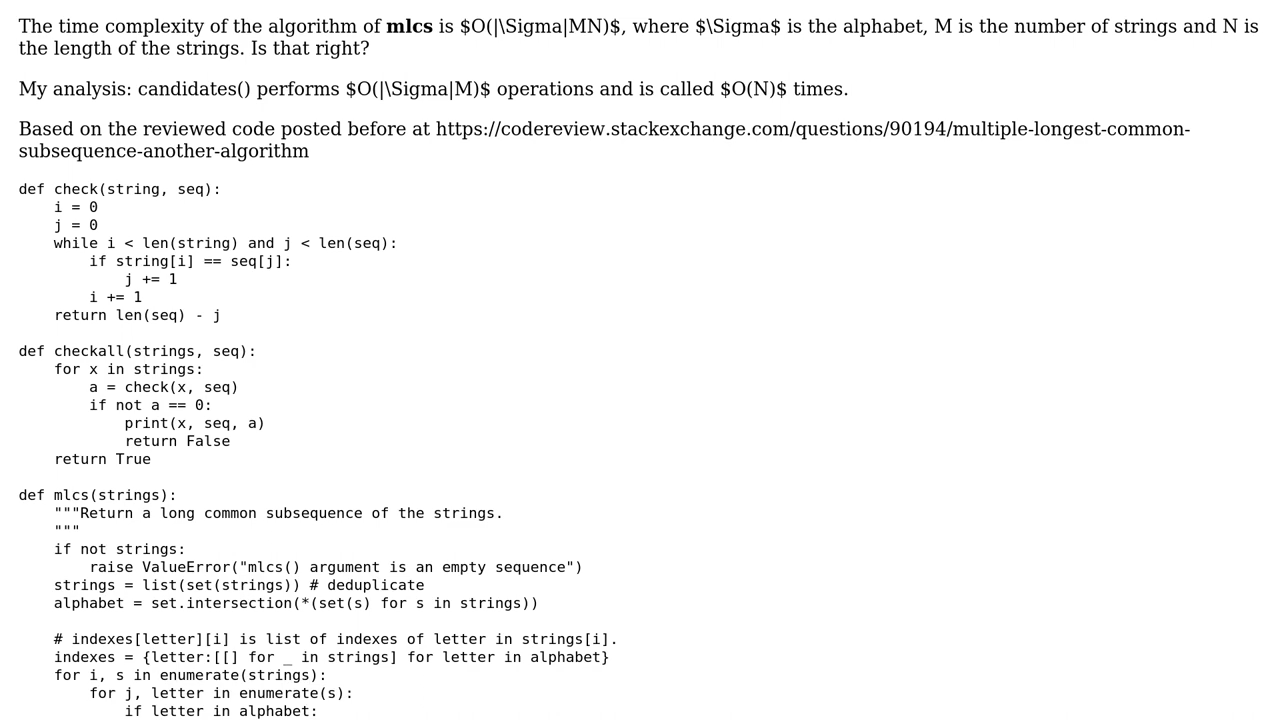 The time complexity of the algorithm of mlcs is $O(|\Sigma|MN)$, where $\Sigma$ is the alphabet, M is the number of strings and N is
the length of the strings. Is that right?
My analysis: candidates() performs $O(|\Sigma|M)$ operations and is called $O(N)$ times.
Based on the reviewed code posted before at https://codereview.stackexchange.com/questions/90194/multiple-longest-common-
subsequence-another-algorithm
def check(string, seq):
    i = 0
    j = 0
    while i < len(string) and j < len(seq):
        if string[i] == seq[j]:
            j += 1
        i += 1
    return len(seq) - j
def checkall(strings, seq):
    for x in strings:
        a = check(x, seq)
        if not a == 0:
            print(x, seq, a)
            return False
    return True
def mlcs(strings):
    """Return a long common subsequence of the strings.
    """
    if not strings:
        raise ValueError("mlcs() argument is an empty sequence")
    strings = list(set(strings)) # deduplicate
    alphabet = set.intersection(*(set(s) for s in strings))
    # indexes[letter][i] is list of indexes of letter in strings[i].
    indexes = {letter:[[] for _ in strings] for letter in alphabet}
    for i, s in enumerate(strings):
        for j, letter in enumerate(s):
            if letter in alphabet: